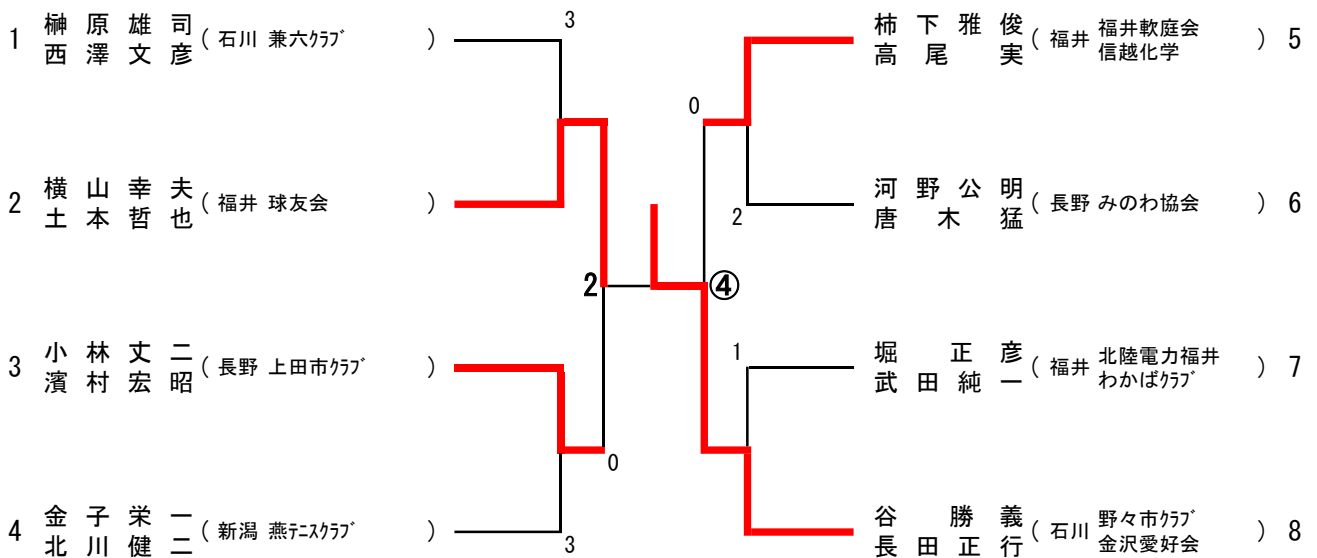 3
1 榊原雄司 西澤文彦 (石川 兼六ｸﾗﾌﾞ)
2 横山幸夫 土本哲也 (福井 球友会)
2
3 小林丈二 濱村宏昭 (長野 上田市ｸﾗﾌﾞ)
0
4 金子栄一 北川健二 (新潟 燕ﾃﾆｽｸﾗﾌﾞ)
3
柿下雅俊 高尾実 (福井 福井軟庭会 信越化学) 5
0
河野公明 唐木猛 (長野 みのわ協会) 6
2
④
1
堀正彦 武田純一 (福井 北陸電力福井 わかばｸﾗﾌﾞ) 7
谷勝義 長田正行 (石川 野々市ｸﾗﾌﾞ 金沢愛好会) 8